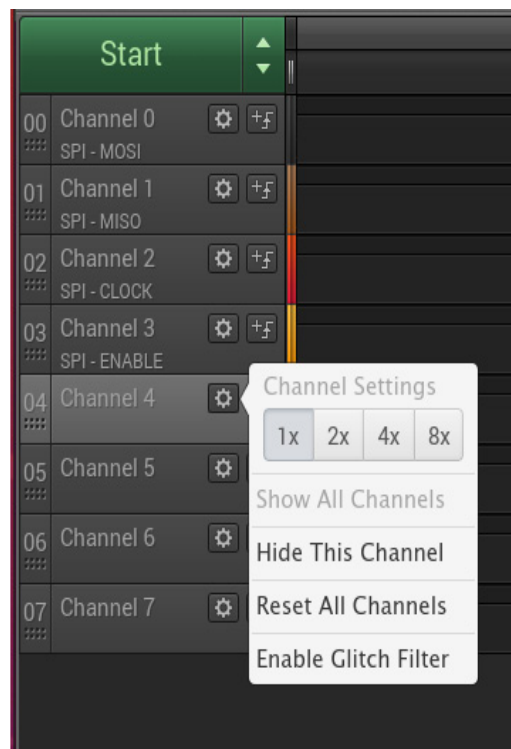 Start
00 Channel 0
SPI - MOSI
01 Channel 1
SPI - MISO
02 Channel 2
SPI - CLOCK
03 Channel 3
SPI - ENABLE
04 Channel 4
05 Channel 5
06 Channel 6
07 Channel 7
Channel Settings
1x 2x 4x 8x
Show All Channels
Hide This Channel
Reset All Channels
Enable Glitch Filter